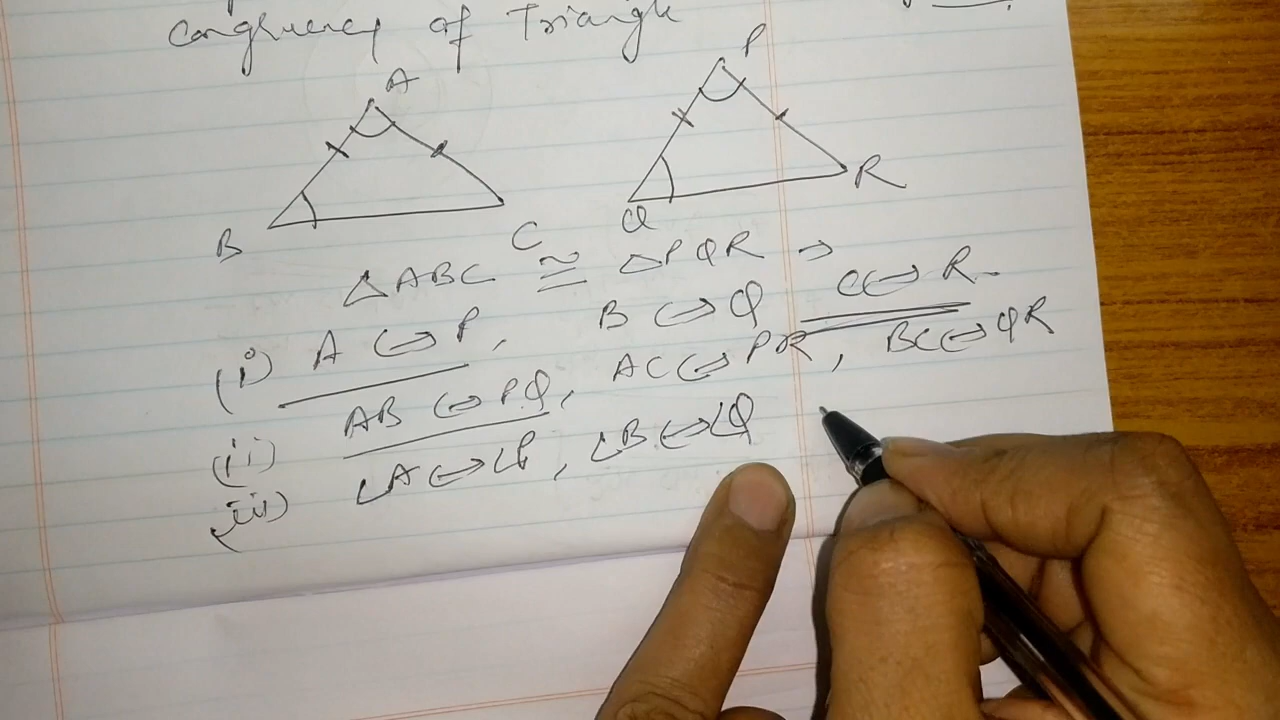 Congruency of Triangle
A P
B C Q R
△ABC ≅ △PQR →
(i) A ↔ P, B ↔ Q C ↔ R
(ii) AB ↔ PQ, AC ↔ PR, BC ↔ QR
(iii) ∠A ↔ ∠P, ∠B ↔ ∠Q